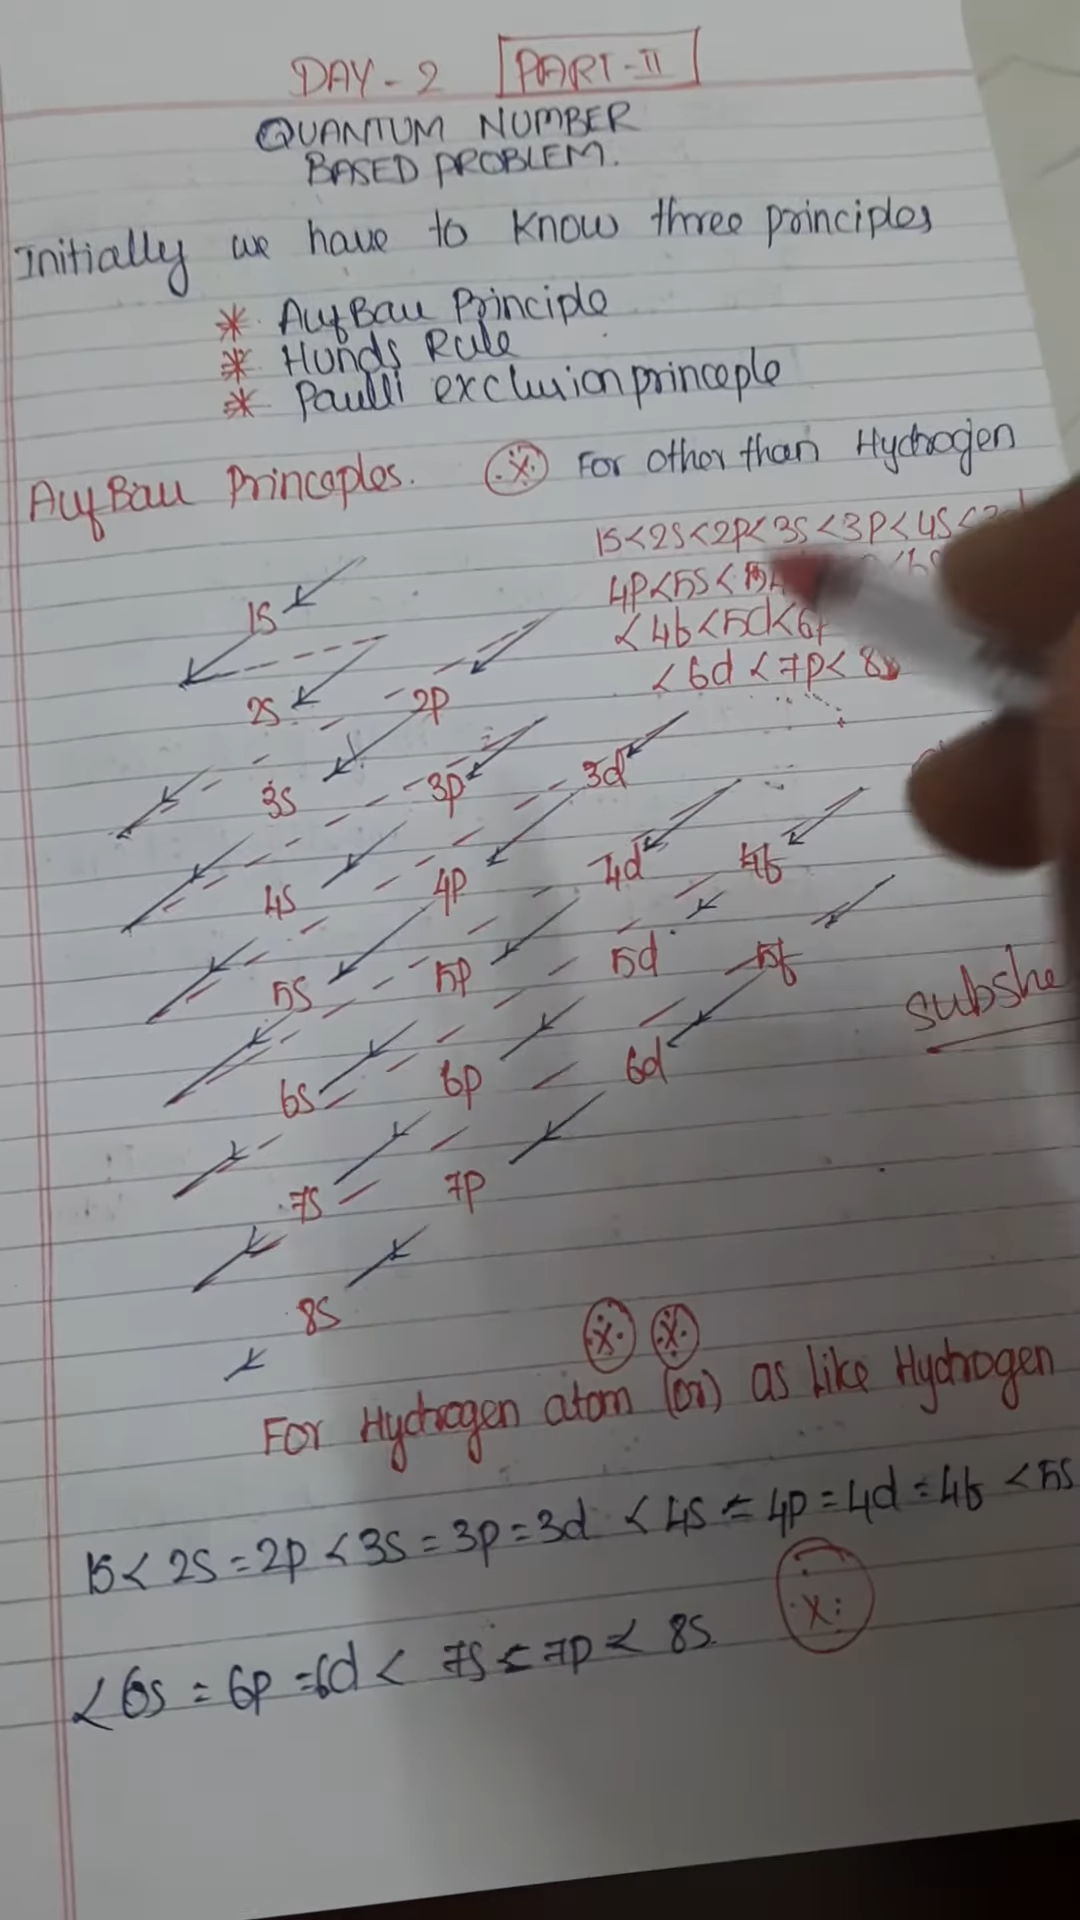 DAY - 2 PART-II
QUANTUM NUMBER
BASED PROBLEM.
Initially we have to know three principles
* AufBau Principle
* Hunds Rule
* Paulli exclusion princeple
AufBau Princeples. For other than Hydrogen
1s<2s<2p<3s<3p<4s<
4p<5s<
<4f<5d<6p
<6d<7p<8s
1s
2s 2p
3s 3p 3d
4s 4p 4d 4f
5s 5p 5d 5f
subshe
6s 6p 6d
7s 7p
8s
For Hydrogen atom (or) as like Hydrogen
1s< 2s=2p<3s=3p=3d <4s=4p=4d=4f <5s
<6s = 6p =6d < 7s = 7p < 8s